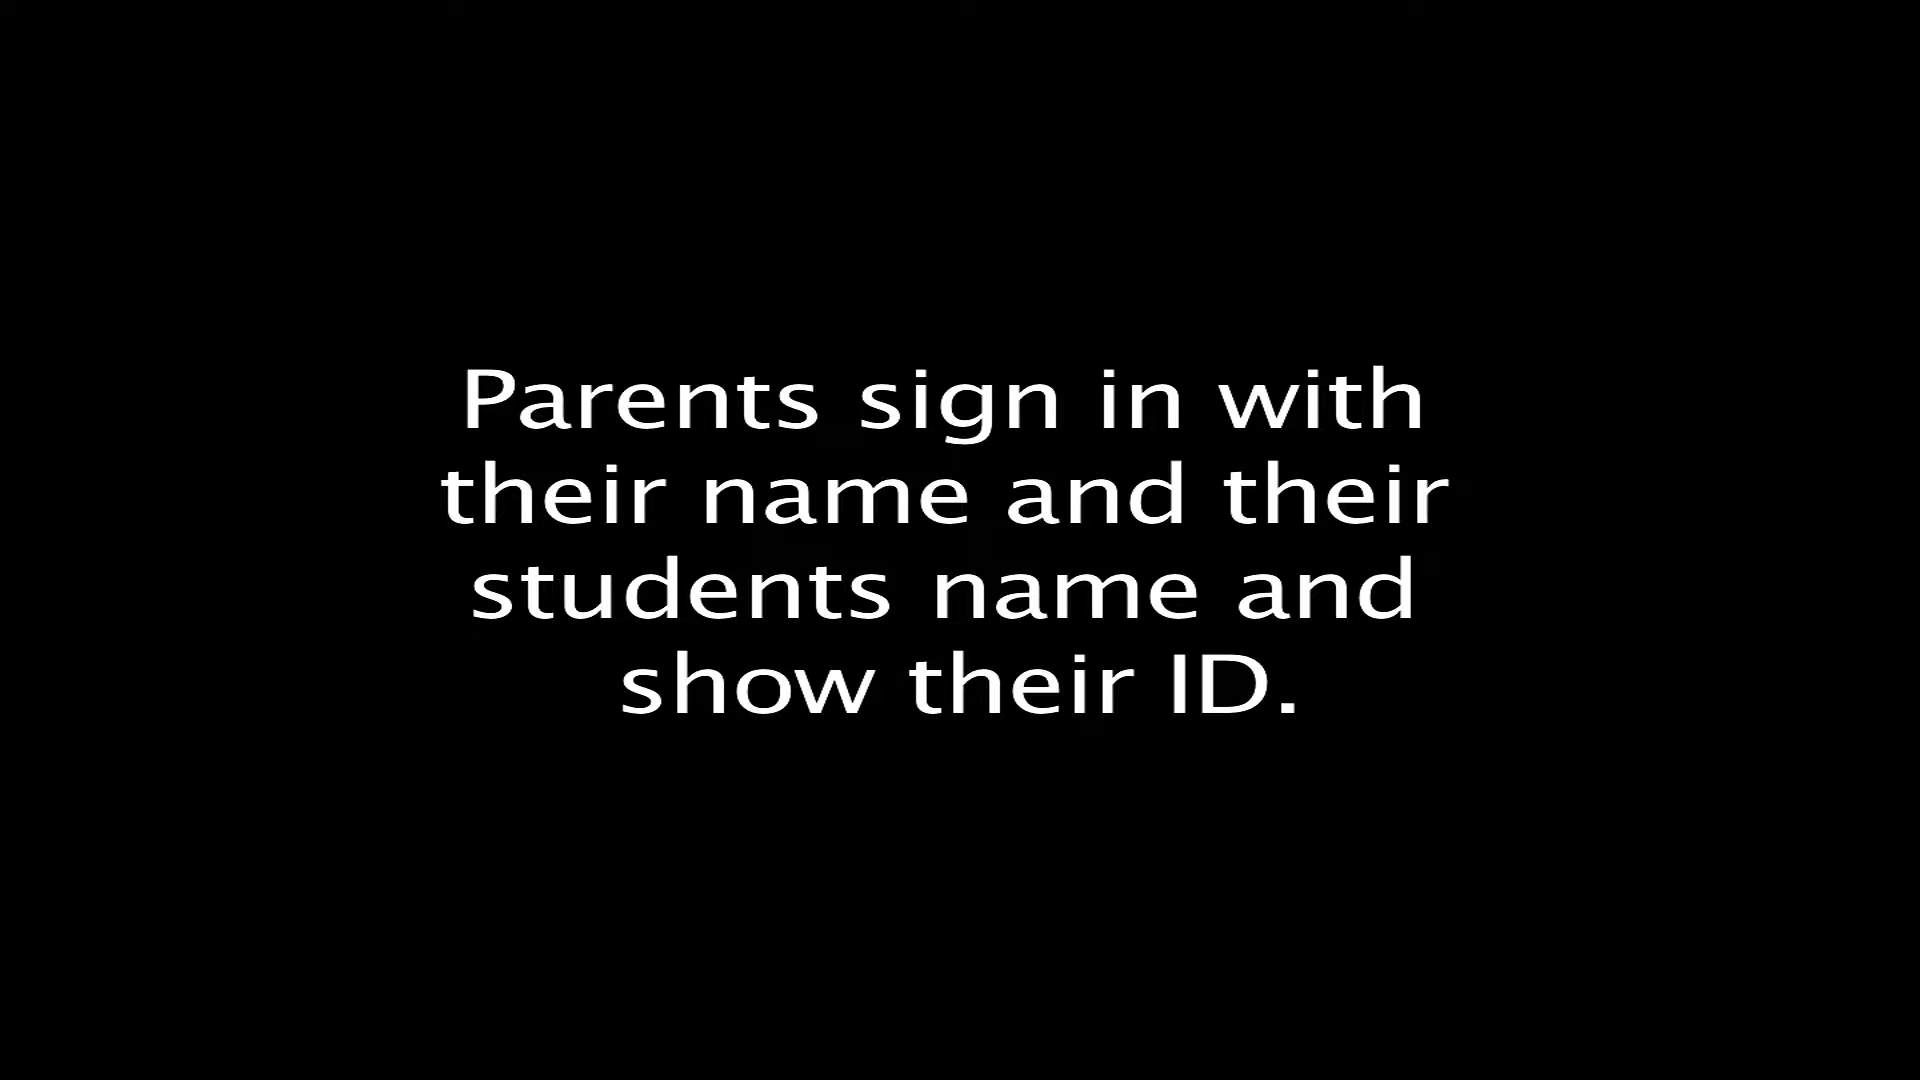 Parents sign in with
their name and their
students name and
show their ID.